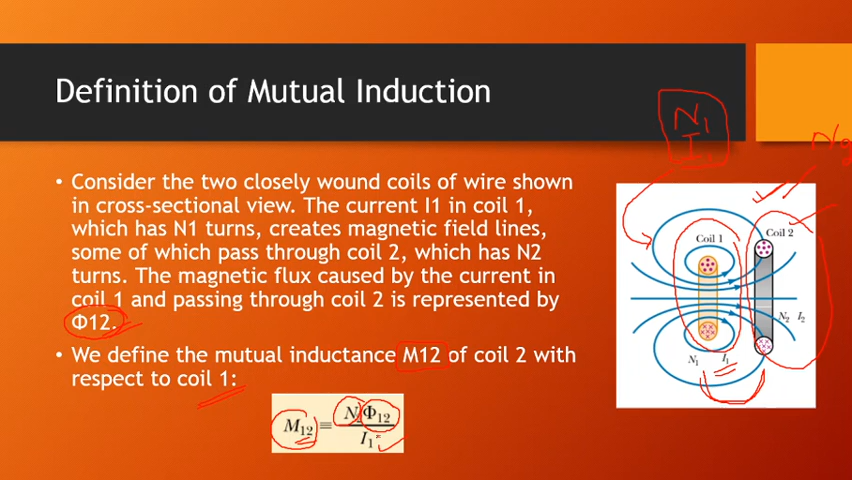 Definition of Mutual Induction
N1
I1
• Consider the two closely wound coils of wire shown
in cross-sectional view. The current I1 in coil 1,
which has N1 turns, creates magnetic field lines,
some of which pass through coil 2, which has N2
turns. The magnetic flux caused by the current in
coil 1 and passing through coil 2 is represented by
Φ12.
• We define the mutual inductance M12 of coil 2 with
respect to coil 1:
M12 ≡ N2Φ12 / I1
Coil 1
Coil 2
N2 I2
N1 I1